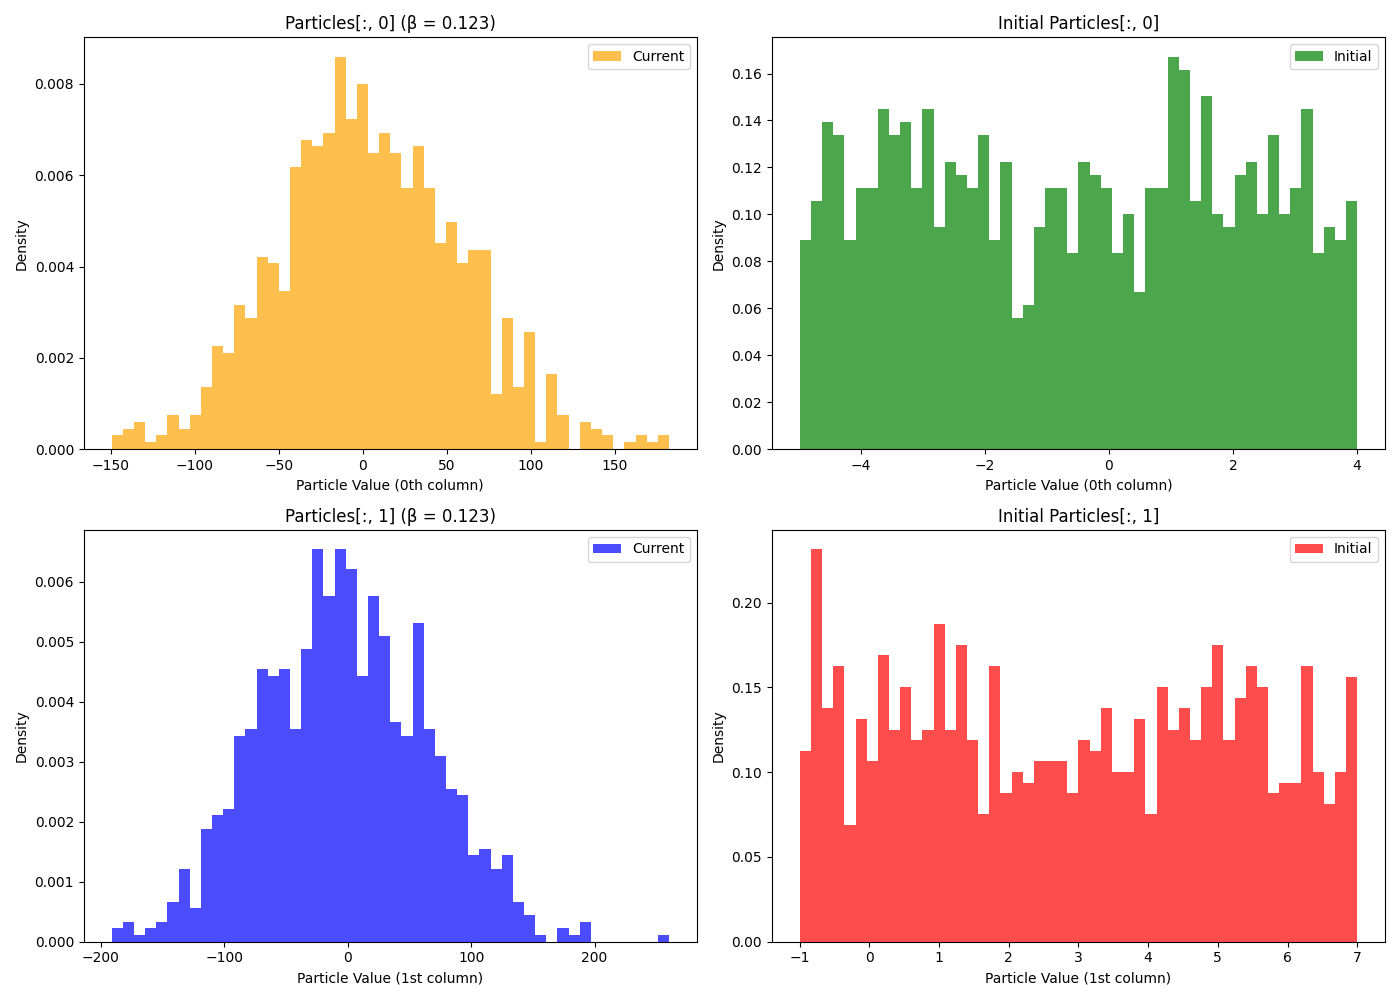 Particles[:, 0] (β = 0.123)
Current
Density
0.008
0.006
0.004
0.002
0.000
−150 −100 −50 0 50 100 150
Particle Value (0th column)
Initial Particles[:, 0]
Initial
Density
0.16
0.14
0.12
0.10
0.08
0.06
0.04
0.02
0.00
−4 −2 0 2 4
Particle Value (0th column)
Particles[:, 1] (β = 0.123)
Current
Density
0.006
0.005
0.004
0.003
0.002
0.001
0.000
−200 −100 0 100 200
Particle Value (1st column)
Initial Particles[:, 1]
Initial
Density
0.20
0.15
0.10
0.05
0.00
−1 0 1 2 3 4 5 6 7
Particle Value (1st column)